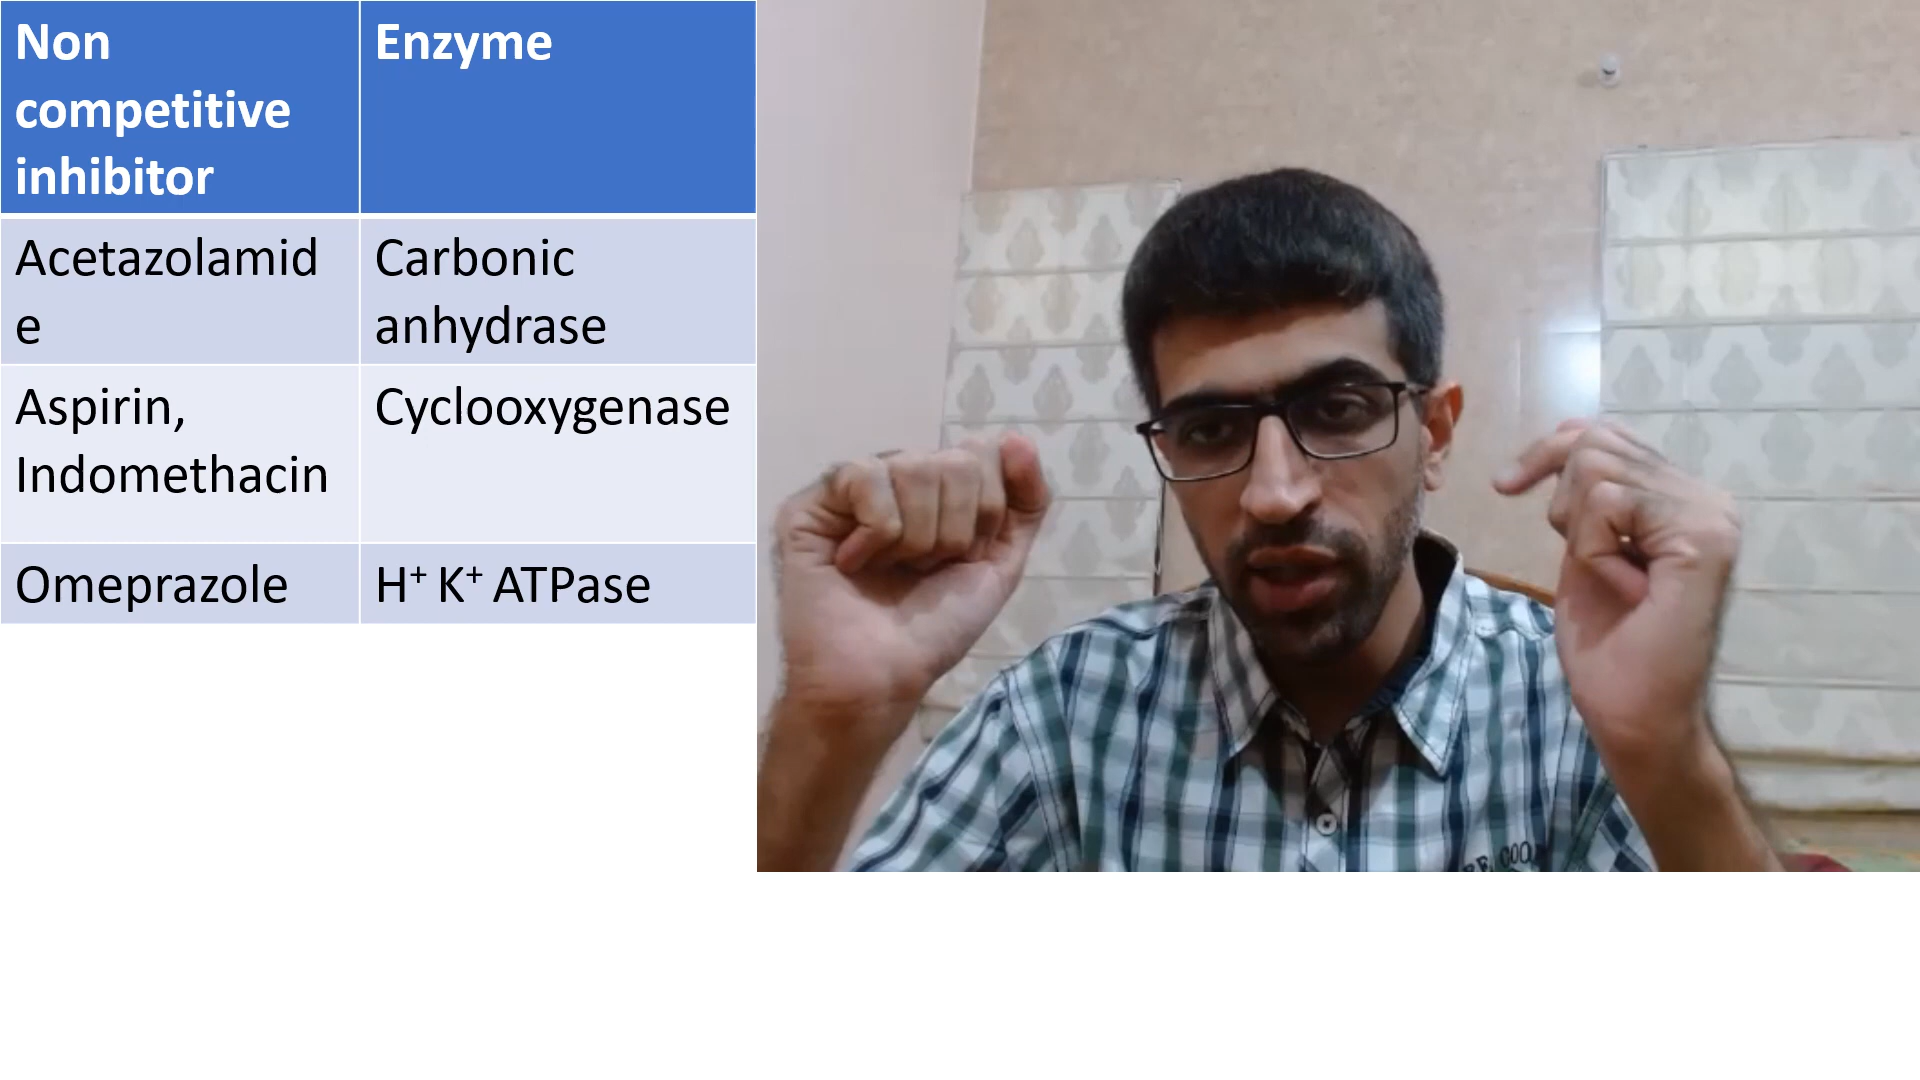 Non
competitive
inhibitor
Enzyme
Acetazolamid
e
Carbonic
anhydrase
Aspirin,
Indomethacin
Cyclooxygenase
Omeprazole
H⁺ K⁺ ATPase